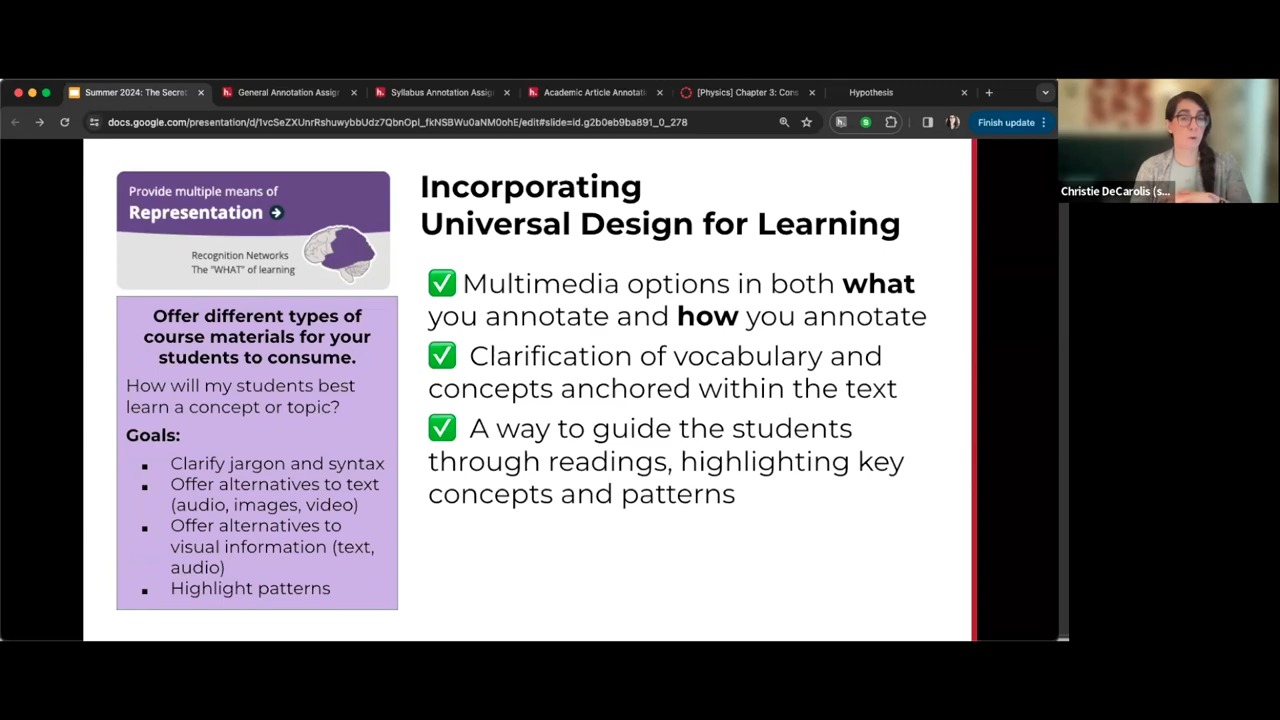 Summer 2024: The Secre
General Annotation Assign
Syllabus Annotation Assig
Academic Article Annotati
[Physics] Chapter 3: Cons
Hypothesis
docs.google.com/presentation/d/1vcSeZXUnrRshuwybbUdz7QbnOpl_fkNSBWu0aNM0ohE/edit#slide=id.g2b0eb9ba891_0_278
Finish update
Christie DeCarolis (s...
Provide multiple means of
Representation
Recognition Networks
The "WHAT" of learning
Offer different types of
course materials for your
students to consume.
How will my students best
learn a concept or topic?
Goals:
▪ Clarify jargon and syntax
▪ Offer alternatives to text
(audio, images, video)
▪ Offer alternatives to
visual information (text,
audio)
▪ Highlight patterns
Incorporating
Universal Design for Learning
✅ Multimedia options in both what
you annotate and how you annotate
✅ Clarification of vocabulary and
concepts anchored within the text
✅ A way to guide the students
through readings, highlighting key
concepts and patterns